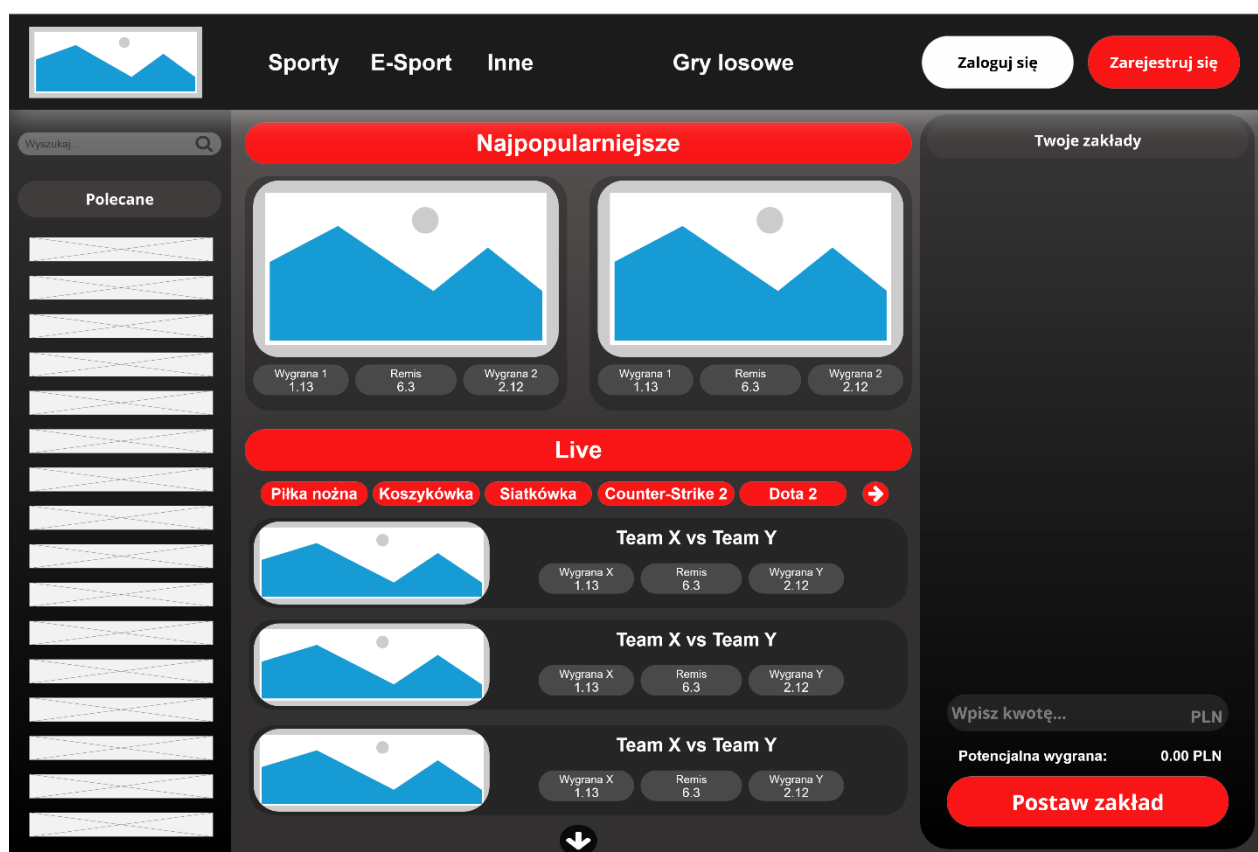 Sporty E-Sport Inne Gry losowe Zaloguj się Zarejestruj się
Wyszukaj...
Polecane
Najpopularniejsze
Wygrana 1 Remis Wygrana 2
1.13 6.3 2.12
Wygrana 1 Remis Wygrana 2
1.13 6.3 2.12
Live
Piłka nożna Koszykówka Siatkówka Counter-Strike 2 Dota 2
Team X vs Team Y
Wygrana X Remis Wygrana Y
1.13 6.3 2.12
Team X vs Team Y
Wygrana X Remis Wygrana Y
1.13 6.3 2.12
Team X vs Team Y
Wygrana X Remis Wygrana Y
1.13 6.3 2.12
Twoje zakłady
Wpisz kwotę... PLN
Potencjalna wygrana: 0.00 PLN
Postaw zakład